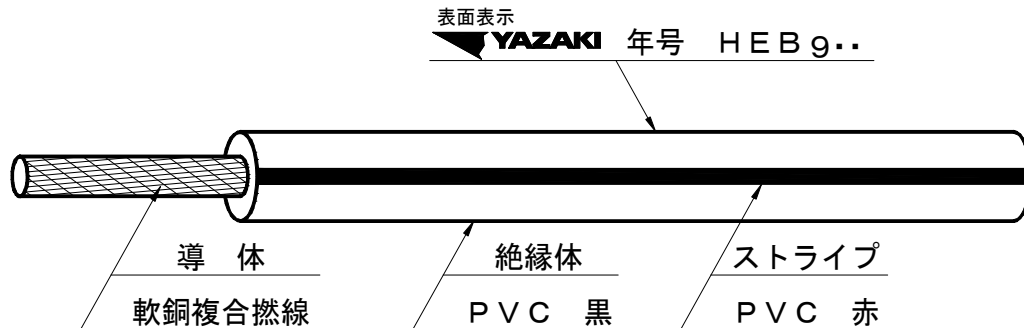 表面表示
YAZAKI 年号 HEB9・・
導 体
軟銅複合撚線
絶縁体
PVC 黒
ストライプ
PVC 赤